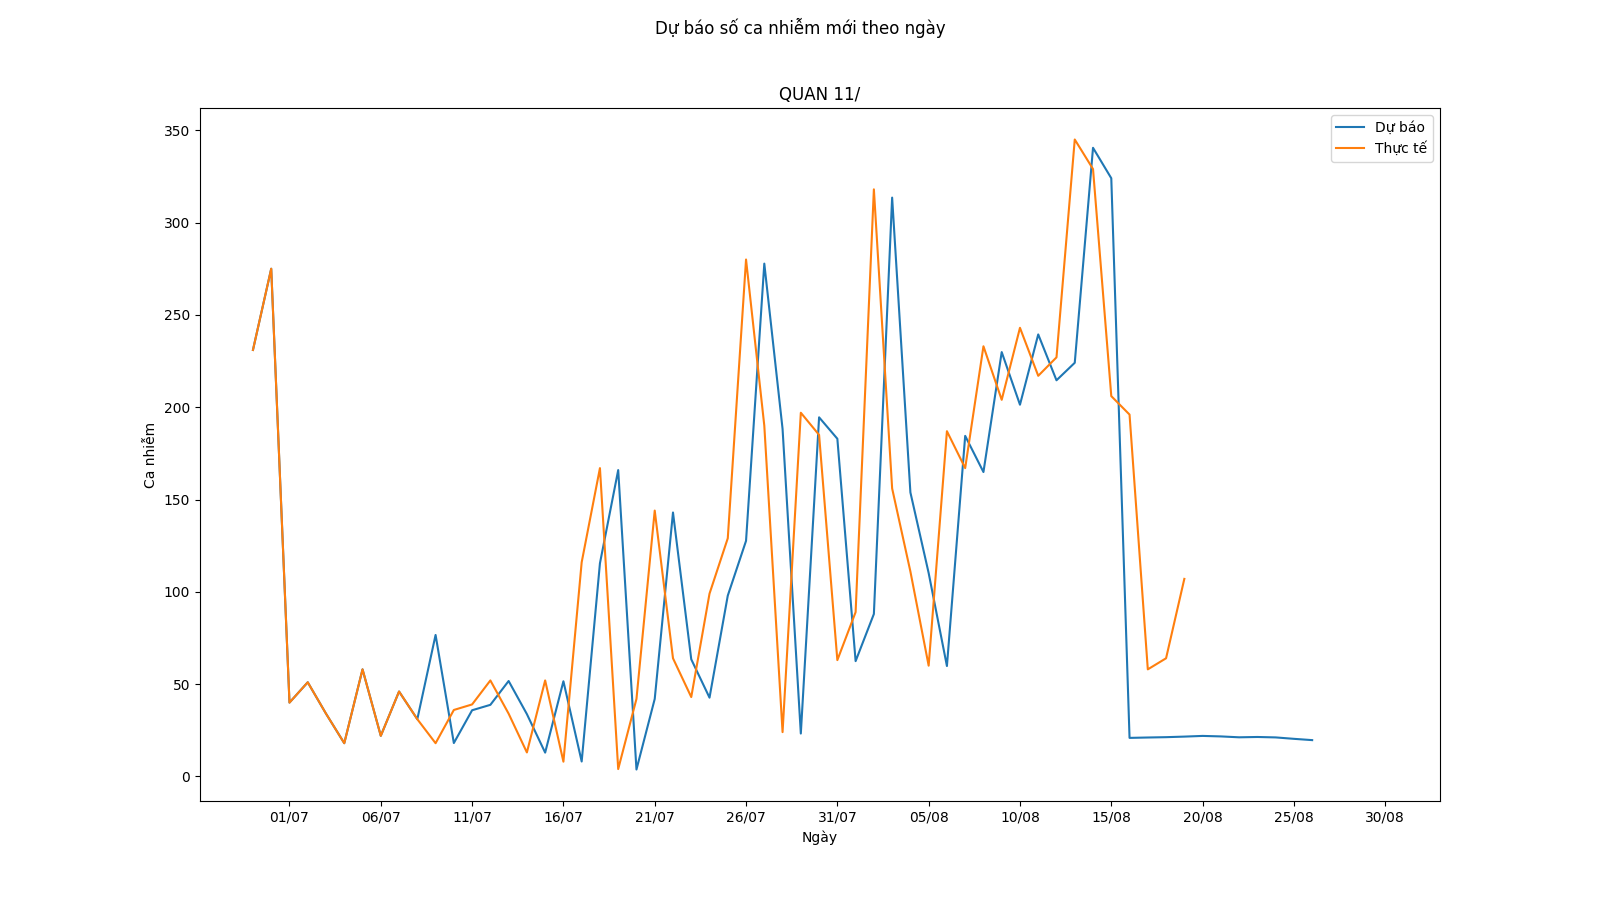 Dự báo số ca nhiễm mới theo ngày
QUAN 11/
Dự báo
Thực tế
350
300
250
200
150
100
50
0
Ca nhiễm
01/07 06/07 11/07 16/07 21/07 26/07 31/07 05/08 10/08 15/08 20/08 25/08 30/08
Ngày